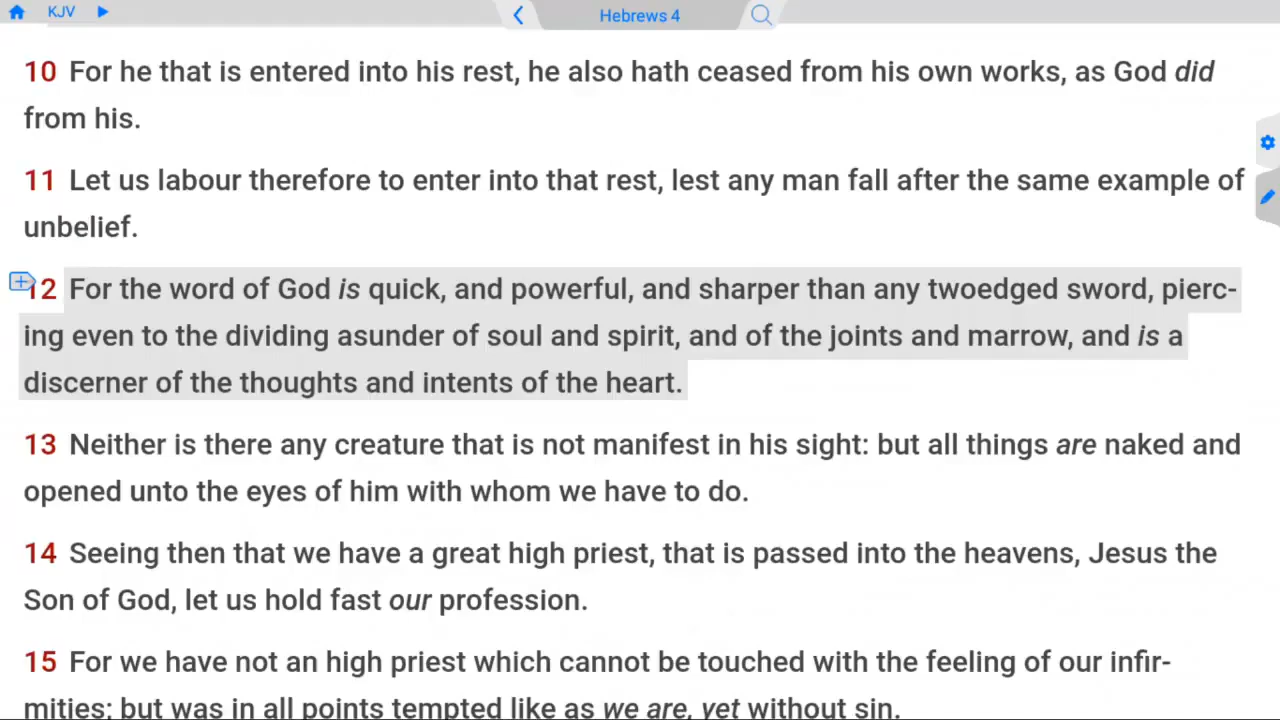 KJV
Hebrews 4
10 For he that is entered into his rest, he also hath ceased from his own works, as God did
from his.
11 Let us labour therefore to enter into that rest, lest any man fall after the same example of
unbelief.
12 For the word of God is quick, and powerful, and sharper than any twoedged sword, pierc-
ing even to the dividing asunder of soul and spirit, and of the joints and marrow, and is a
discerner of the thoughts and intents of the heart.
13 Neither is there any creature that is not manifest in his sight: but all things are naked and
opened unto the eyes of him with whom we have to do.
14 Seeing then that we have a great high priest, that is passed into the heavens, Jesus the
Son of God, let us hold fast our profession.
15 For we have not an high priest which cannot be touched with the feeling of our infir-
mities; but was in all points tempted like as we are, yet without sin.